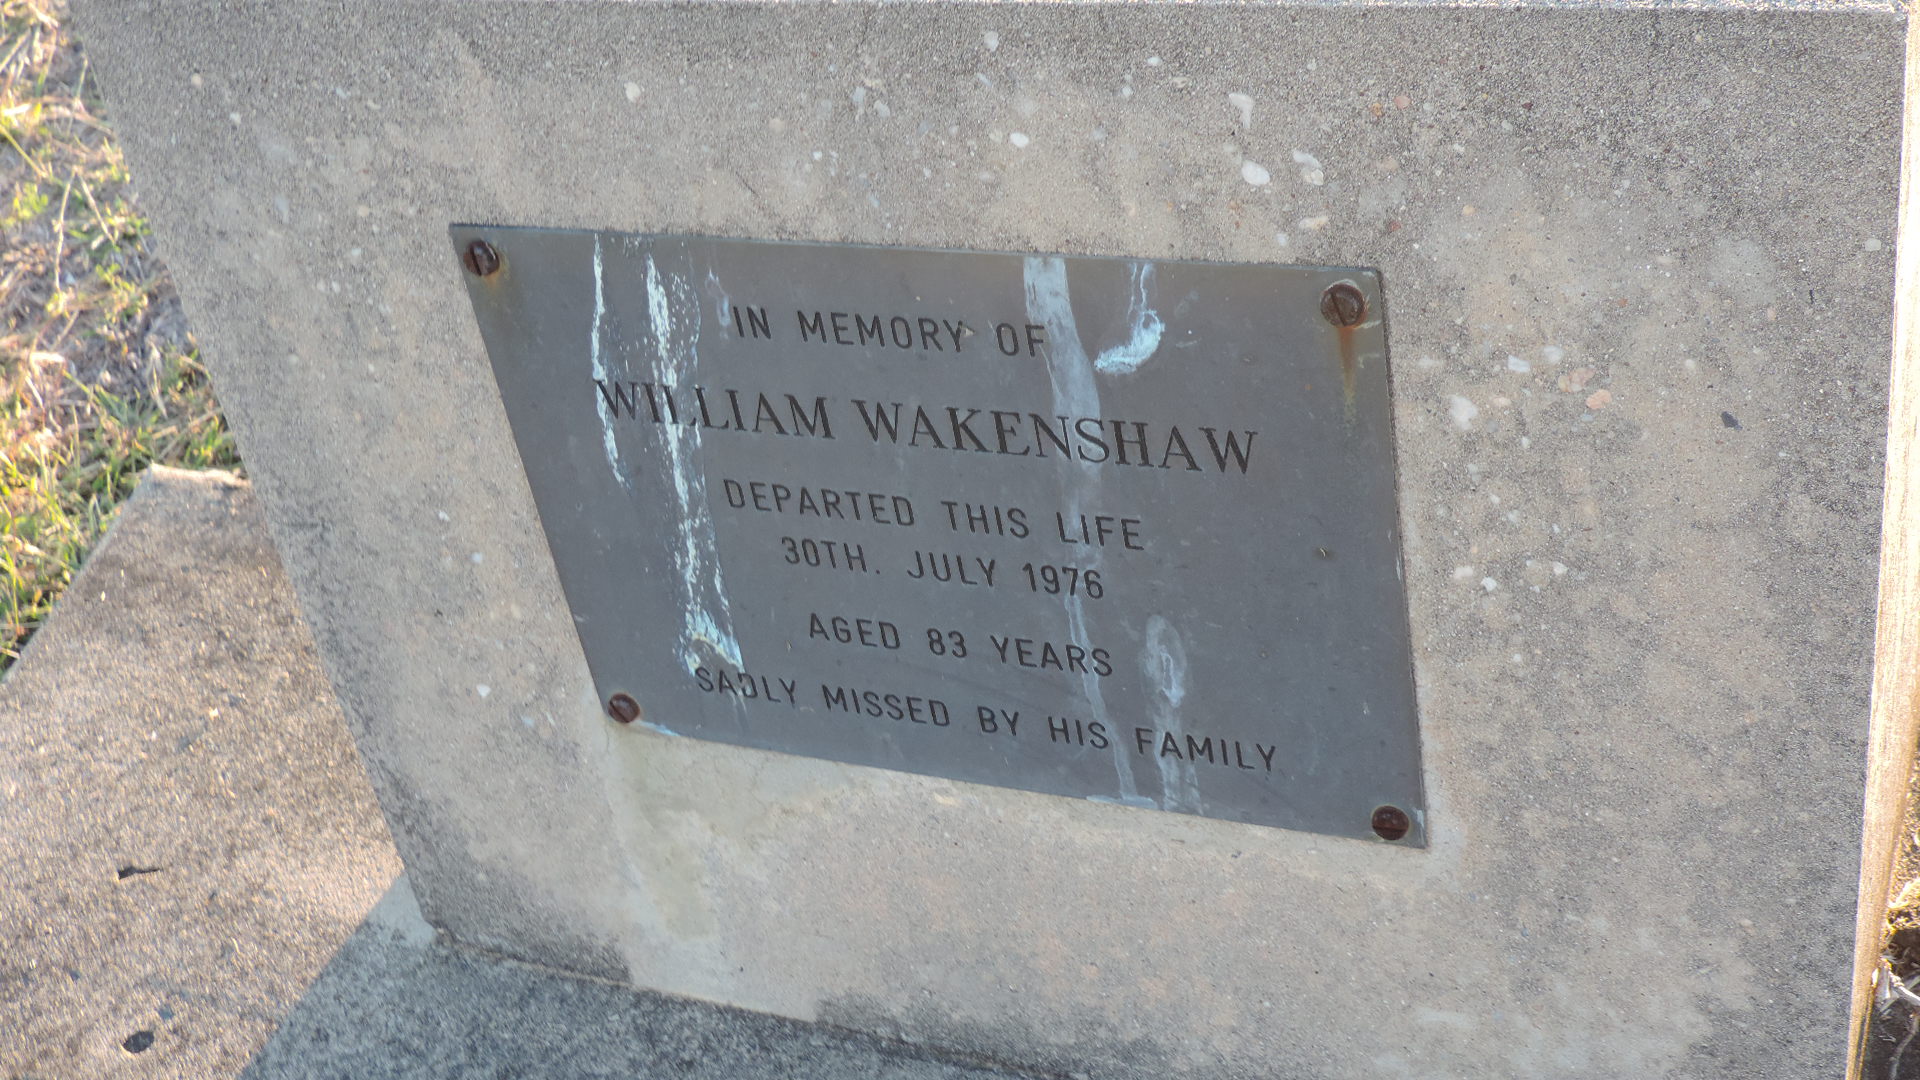 IN MEMORY OF
WILLIAM WAKENSHAW
DEPARTED THIS LIFE
30TH. JULY 1976
AGED 83 YEARS
SADLY MISSED BY HIS FAMILY